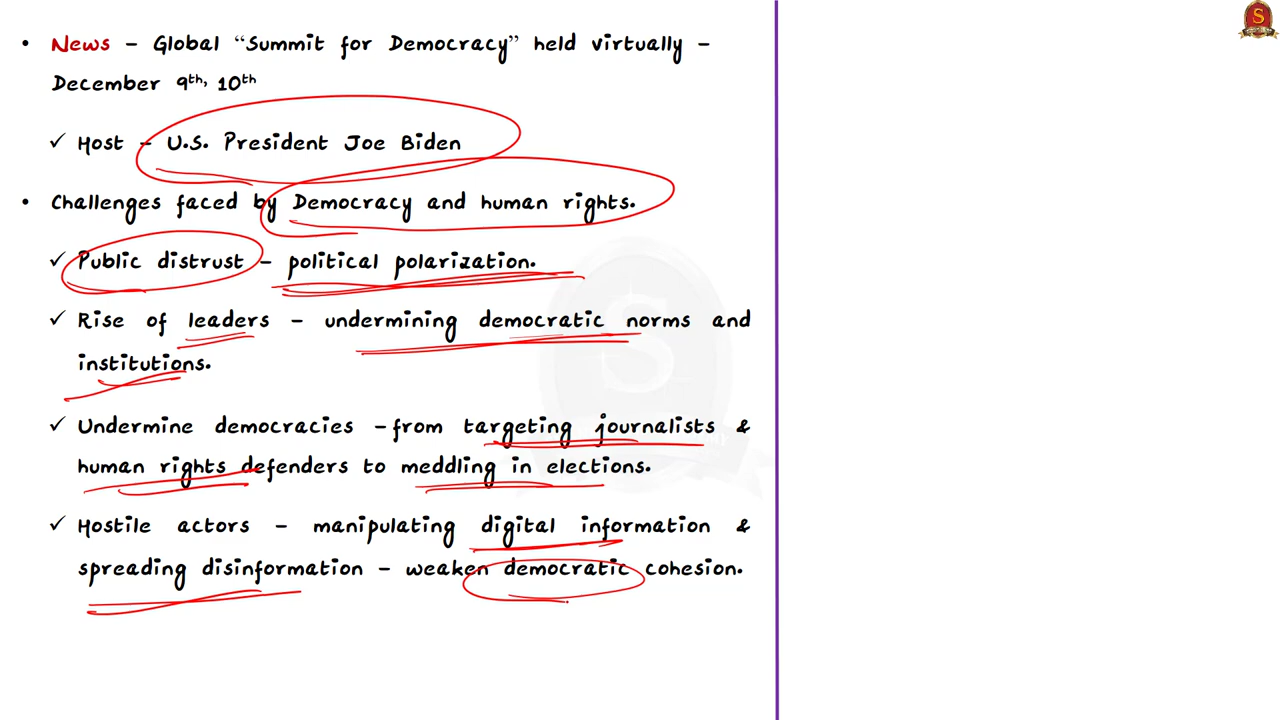 • News – Global “Summit for Democracy” held virtually –
December 9th, 10th
✓ Host – U.S. President Joe Biden
• Challenges faced by Democracy and human rights.
✓ Public distrust – political polarization.
✓ Rise of leaders – undermining democratic norms and
institutions.
✓ Undermine democracies –from targeting journalists &
human rights defenders to meddling in elections.
✓ Hostile actors – manipulating digital information &
spreading disinformation – weaken democratic cohesion.
S